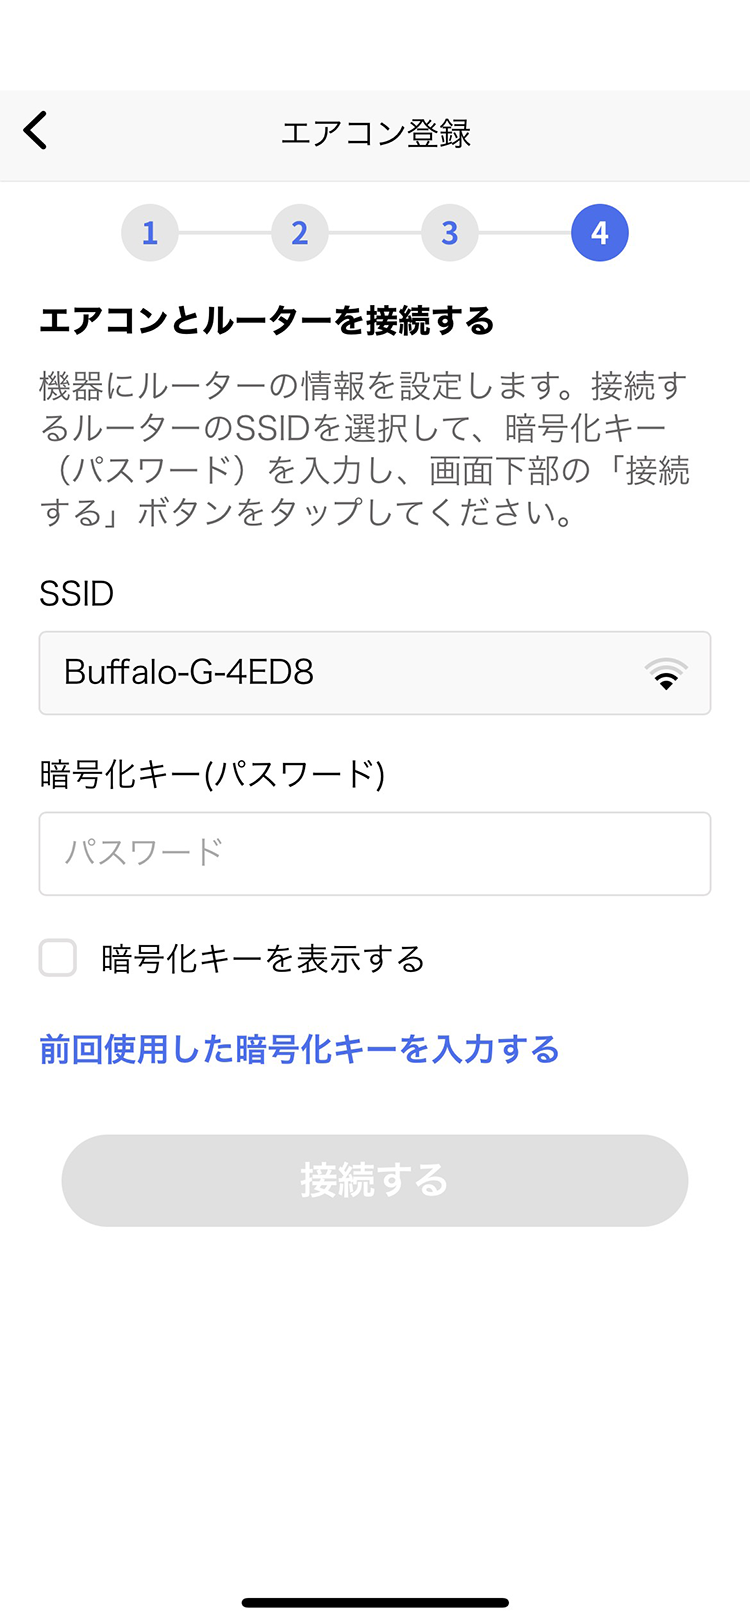 エアコン登録
1 2 3 4
エアコンとルーターを接続する
機器にルーターの情報を設定します。接続す
るルーターのSSIDを選択して、暗号化キー
（パスワード）を入力し、画面下部の「接続
する」ボタンをタップしてください。
SSID
Buffalo-G-4ED8
暗号化キー(パスワード)
パスワード
暗号化キーを表示する
前回使用した暗号化キーを入力する
接続する